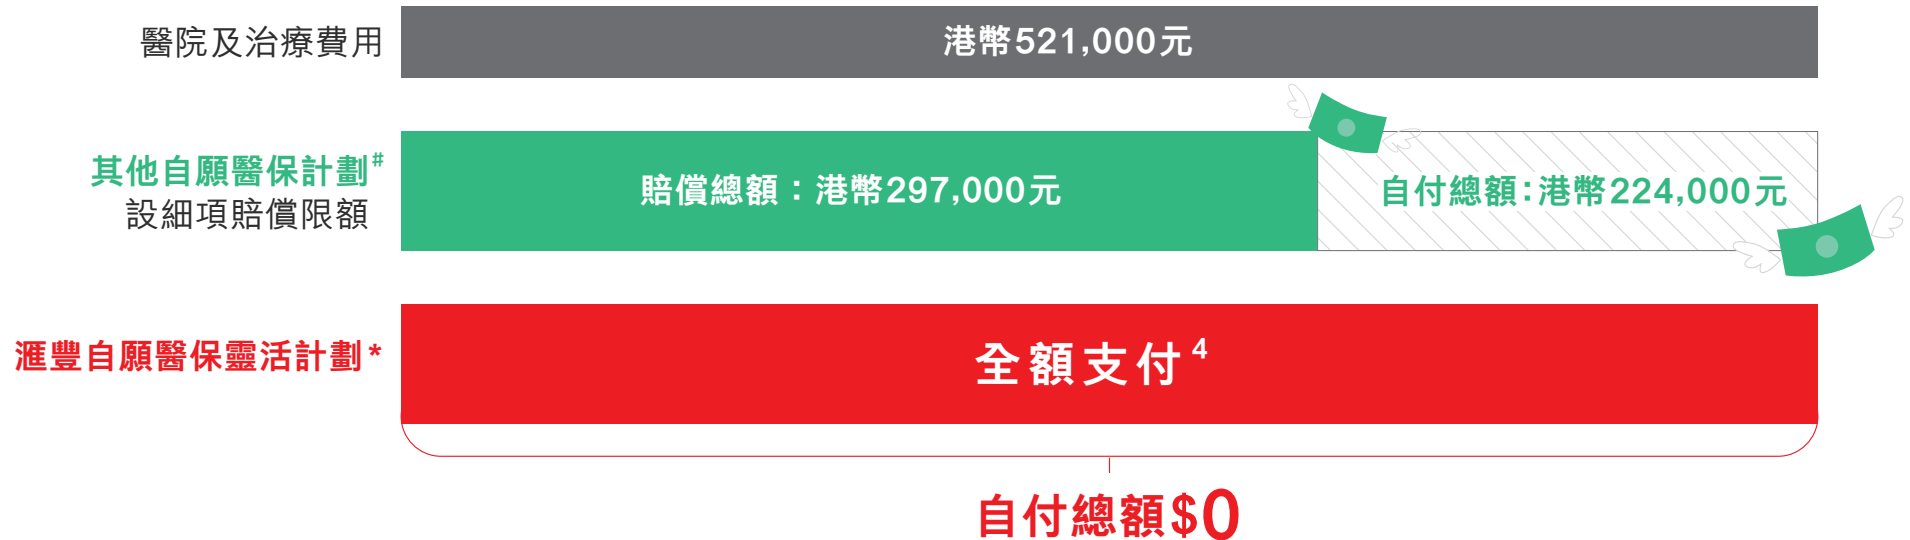 醫院及治療費用
港幣521,000元
其他自願醫保計劃#
設細項賠償限額
賠償總額：港幣297,000元
自付總額：港幣224,000元
滙豐自願醫保靈活計劃*
全額支付4
自付總額$0